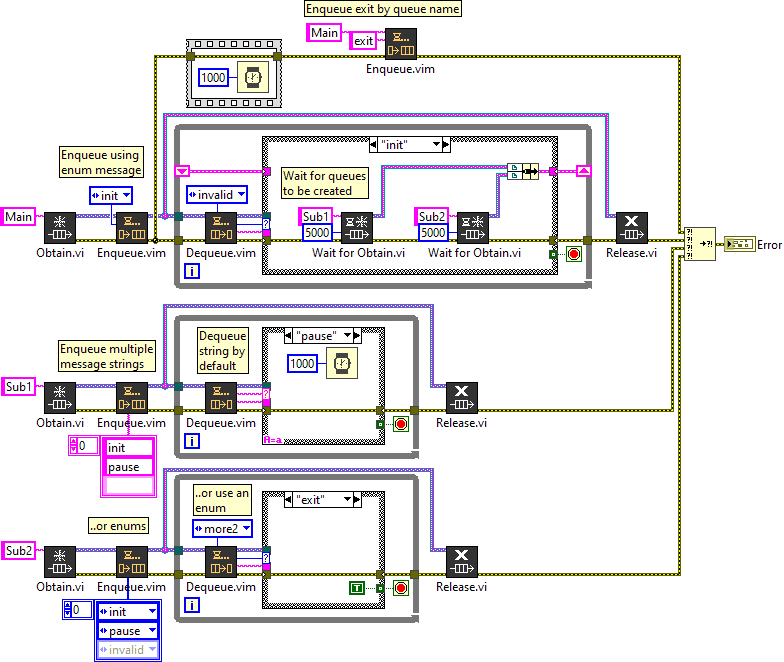 Enqueue exit by queue name
Main
exit
Enqueue.vim
1000
Enqueue using
enum message
init
Main
Obtain.vi
Enqueue.vim
invalid
Dequeue.vim
i
"init"
Wait for queues
to be created
Sub1
5000
Wait for Obtain.vi
Sub2
5000
Wait for Obtain.vi
Release.vi
?!
?!
?!
?!
?!
Error
Enqueue multiple
message strings
Sub1
Obtain.vi
Enqueue.vim
0
init
pause
Dequeue
string by
default
Dequeue.vim
i
"pause"
1000
A=a
Release.vi
..or enums
Sub2
Obtain.vi
Enqueue.vim
0
init
pause
invalid
..or use an
enum
more2
Dequeue.vim
i
"exit"
T
Release.vi